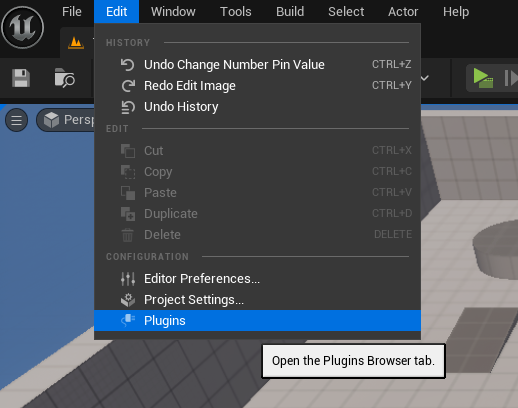 File Edit Window Tools Build Select Actor Help
HISTORY
Undo Change Number Pin Value CTRL+Z
Redo Edit Image CTRL+Y
Undo History
Persp
EDIT
Cut CTRL+X
Copy CTRL+C
Paste CTRL+V
Duplicate CTRL+D
Delete DELETE
CONFIGURATION
Editor Preferences...
Project Settings...
Plugins
Open the Plugins Browser tab.